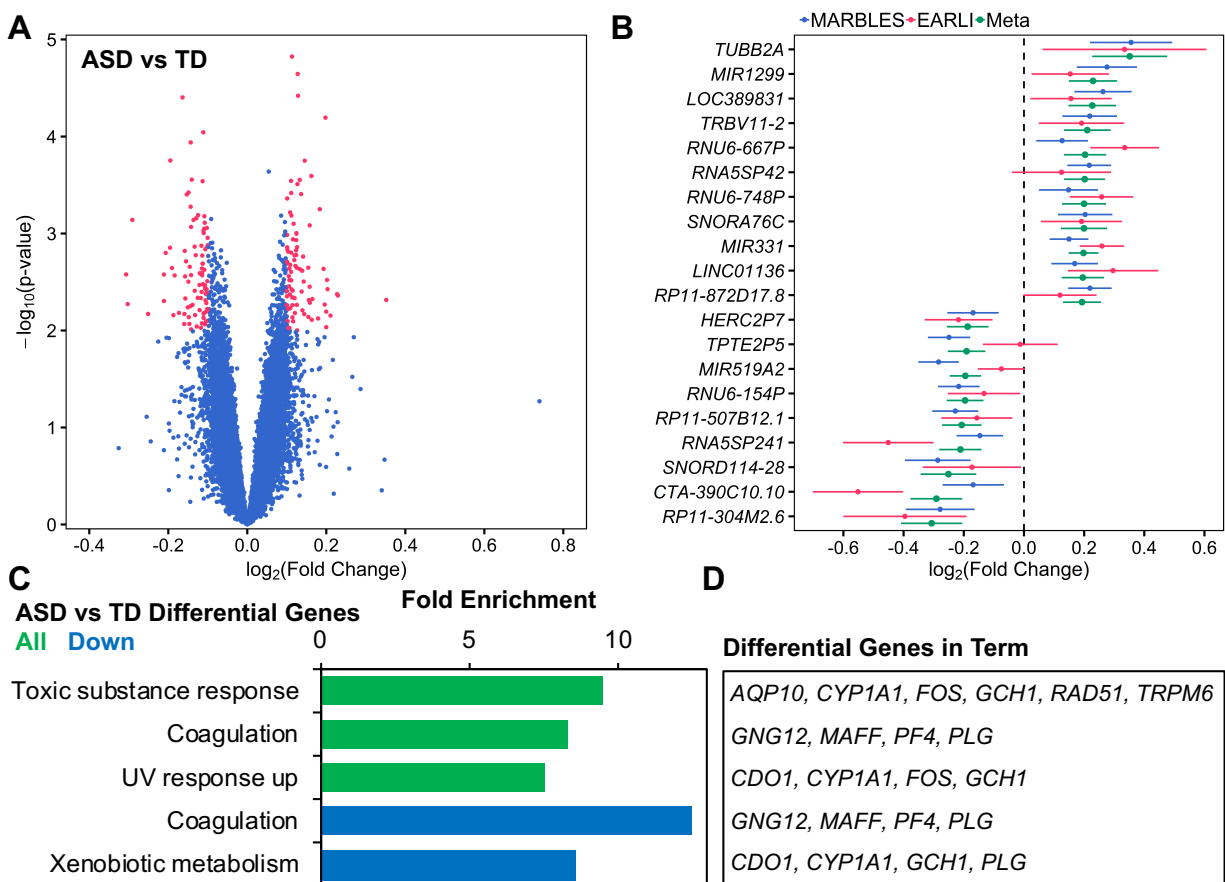 A
ASD vs TD
5
4
3
2
1
0
−log10(p-value)
-0.4
-0.2
0.0
0.2
0.4
0.6
0.8
log2(Fold Change)
B
MARBLES EARLI Meta
TUBB2A
MIR1299
LOC389831
TRBV11-2
RNU6-667P
RNA5SP42
RNU6-748P
SNORA76C
MIR331
LINC01136
RP11-872D17.8
HERC2P7
TPTE2P5
MIR519A2
RNU6-154P
RP11-507B12.1
RNA5SP241
SNORD114-28
CTA-390C10.10
RP11-304M2.6
-0.6
-0.4
-0.2
0.0
0.2
0.4
0.6
log2(Fold Change)
C
ASD vs TD Differential Genes
All Down
Fold Enrichment
0
5
10
Toxic substance response
Coagulation
UV response up
Coagulation
Xenobiotic metabolism
D
Differential Genes in Term
AQP10, CYP1A1, FOS, GCH1, RAD51, TRPM6
GNG12, MAFF, PF4, PLG
CDO1, CYP1A1, FOS, GCH1
GNG12, MAFF, PF4, PLG
CDO1, CYP1A1, GCH1, PLG